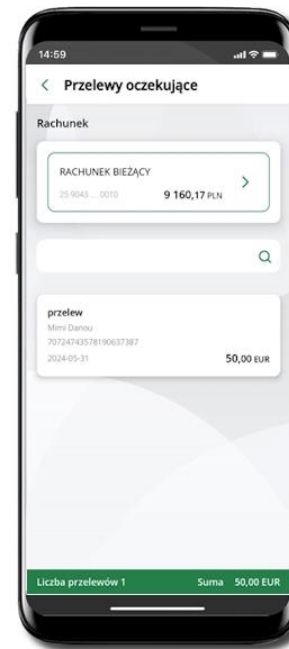 14:59
Przelewy oczekujące
Rachunek
RACHUNEK BIEŻĄCY
25 9043 ... 0010 9 160,17 PLN
przelew
Mimi Danou
70724743578190637387
2024-05-31 50,00 EUR
Liczba przelewów 1 Suma 50,00 EUR